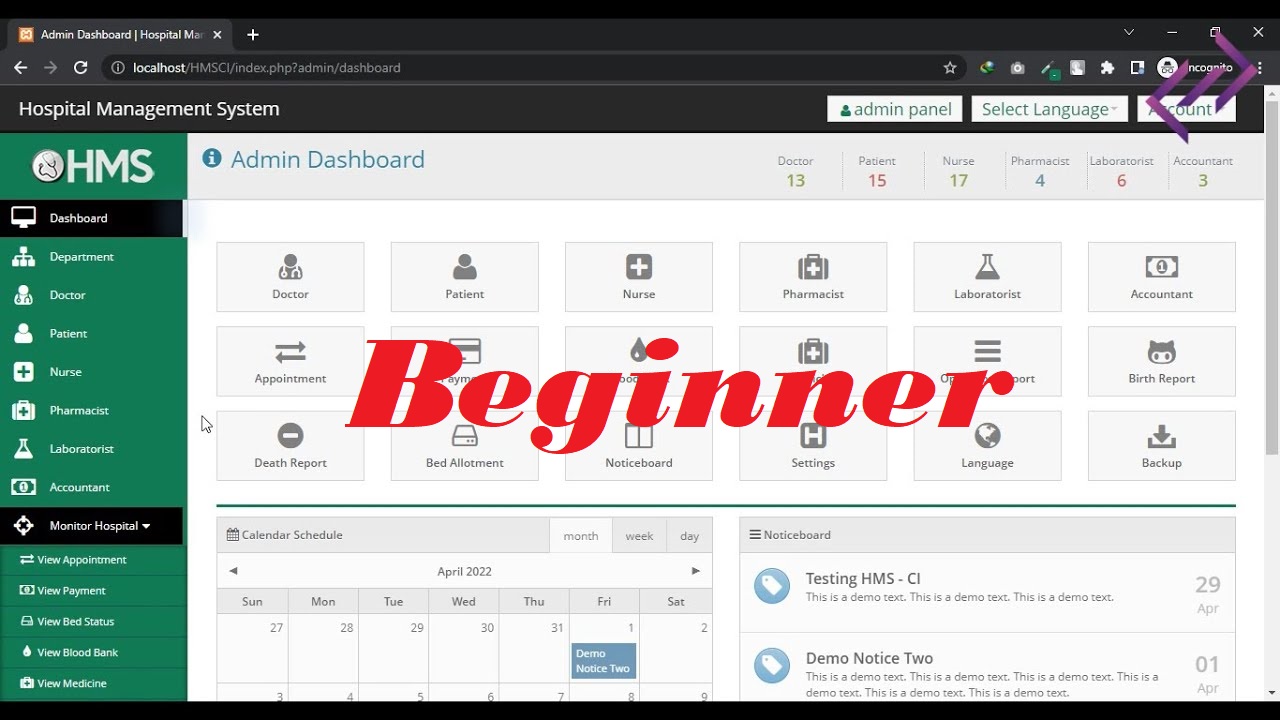 Admin Dashboard | Hospital Mar
localhost/HMSCI/index.php?admin/dashboard
Incognito
Hospital Management System
admin panel
Select Language
Account
HMS
Admin Dashboard
Doctor
13
Patient
15
Nurse
17
Pharmacist
4
Laboratorist
6
Accountant
3
Dashboard
Department
Doctor
Patient
Nurse
Pharmacist
Laboratorist
Accountant
Monitor Hospital
View Appointment
View Payment
View Bed Status
View Blood Bank
View Medicine
Doctor
Patient
Nurse
Pharmacist
Laboratorist
Accountant
Appointment
Birth Report
Beginner
Death Report
Bed Allotment
Noticeboard
Settings
Language
Backup
Calendar Schedule
month
week
day
April 2022
Sun Mon Tue Wed Thu Fri Sat
27 28 29 30 31 1 2
Demo
Notice Two
3 4 5 6 7 8 9
Noticeboard
Testing HMS - CI
This is a demo text. This is a demo text. This is a demo text.
29
Apr
Demo Notice Two
This is a demo text. This is a demo text. This is a demo text. This is a
demo text. This is a demo text. This is a demo text.
01
Apr